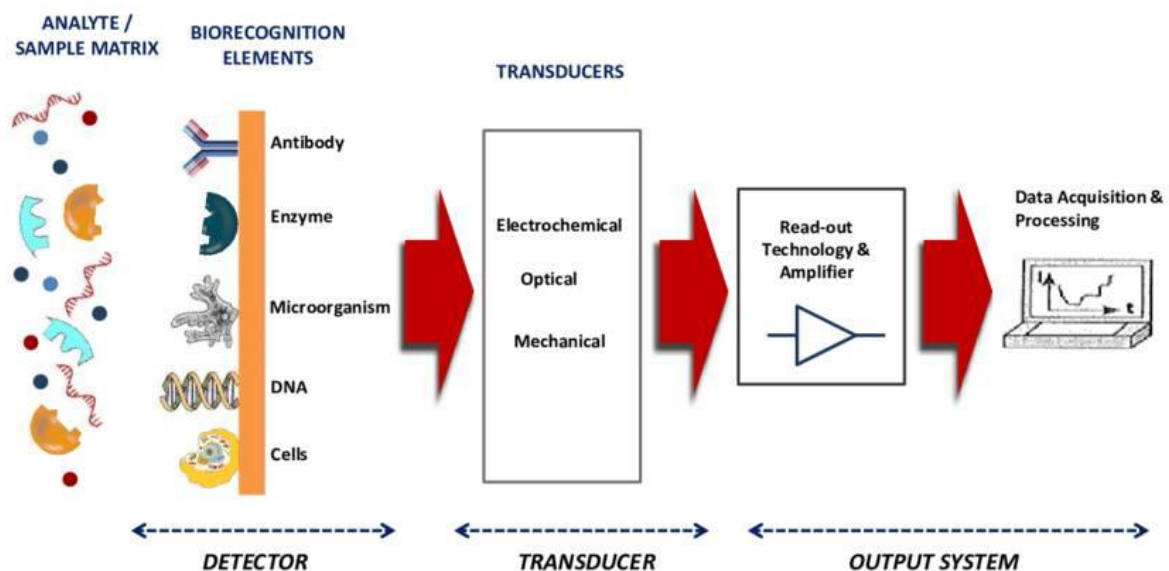 ANALYTE /
SAMPLE MATRIX
BIORECOGNITION
ELEMENTS
TRANSDUCERS
Antibody
Enzyme
Microorganism
DNA
Cells
Electrochemical
Optical
Mechanical
Read-out
Technology &
Amplifier
Data Acquisition &
Processing
I
t
DETECTOR
TRANSDUCER
OUTPUT SYSTEM